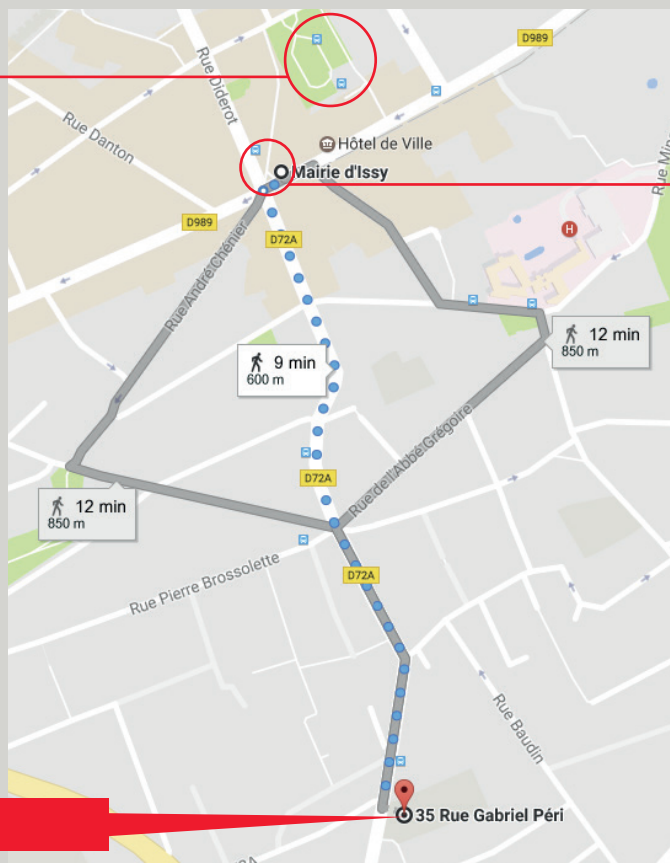 D989
Rue Diderot
Rue Danton
Hôtel de Ville
Mairie d'Issy
D989
D72A
H
Rue André Chénier
12 min
850 m
9 min
600 m
Rue de l'Abbé Grégoire
D72A
12 min
850 m
D72A
Rue Pierre Brossolette
Rue Baudin
35 Rue Gabriel Péri